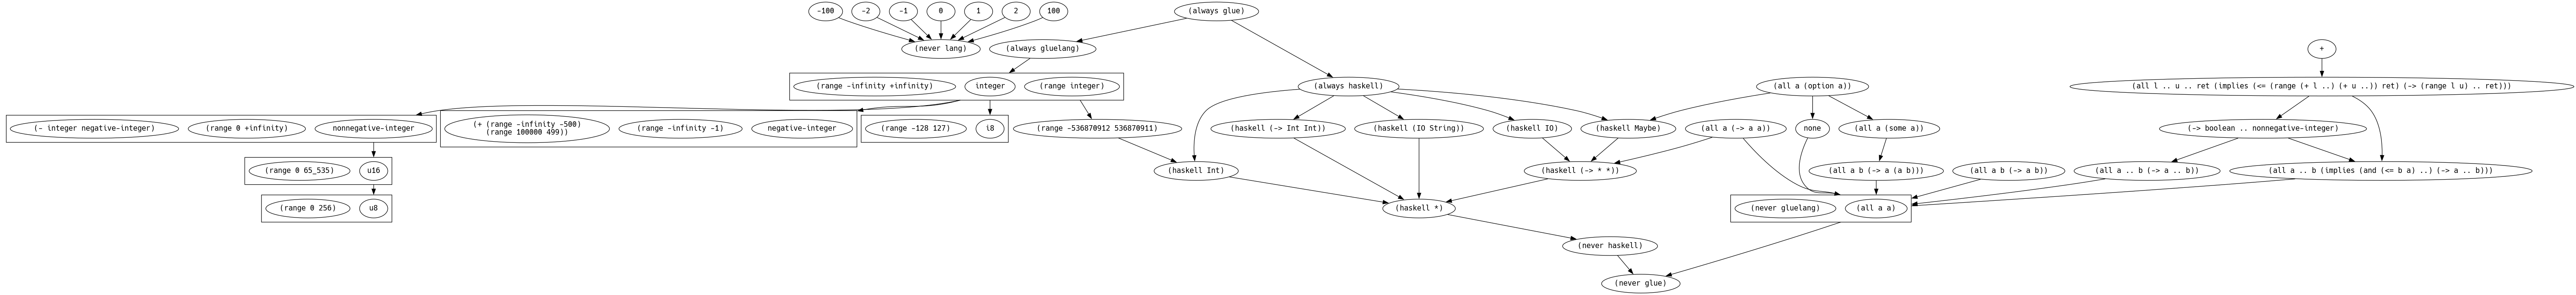 -100
-2
-1
0
1
2
100
(always glue)
(never lang)
(always gluelang)
+
(range -infinity +infinity)
integer
(range integer)
(always haskell)
(all a (option a))
(all l .. u .. ret (implies (<= (range (+ l ..) (+ u ..)) ret) (-> (range l u) .. ret)))
(- integer negative-integer)
(range 0 +infinity)
nonnegative-integer
(+ (range -infinity -500)
(range 100000 499))
(range -infinity -1)
negative-integer
(range -128 127)
i8
(range -536870912 536870911)
(haskell (-> Int Int))
(haskell (IO String))
(haskell IO)
(haskell Maybe)
(all a (-> a a))
none
(all a (some a))
(-> boolean .. nonnegative-integer)
(range 0 65_535)
u16
(haskell Int)
(haskell (-> * *))
(all a b (-> a (a b)))
(all a b (-> a b))
(all a .. b (-> a .. b))
(all a .. b (implies (and (<= b a) ..) (-> a .. b)))
(range 0 256)
u8
(haskell *)
(never gluelang)
(all a a)
(never haskell)
(never glue)